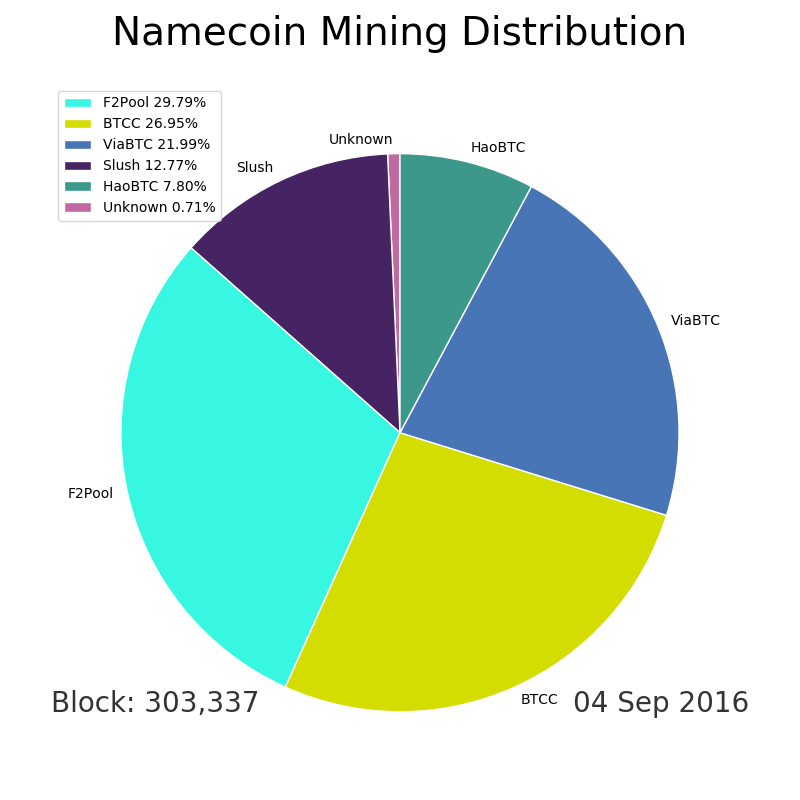 Namecoin Mining Distribution
F2Pool 29.79%
BTCC 26.95%
ViaBTC 21.99%
Slush 12.77%
HaoBTC 7.80%
Unknown 0.71%
Unknown
HaoBTC
Slush
ViaBTC
F2Pool
BTCC
Block: 303,337
04 Sep 2016